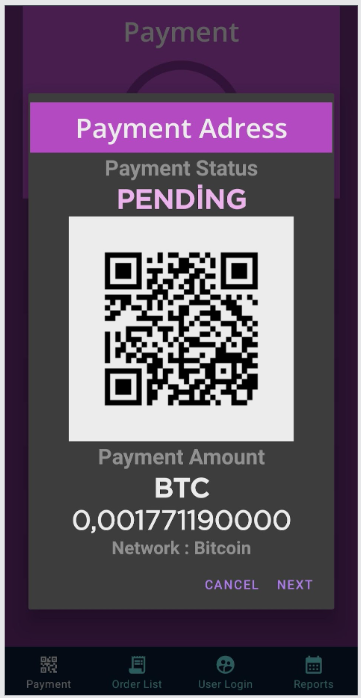 Payment
Payment Adress
Payment Status
PENDİNG
Payment Amount
BTC
0,001771190000
Network : Bitcoin
CANCEL NEXT
Payment Order List User Login Reports